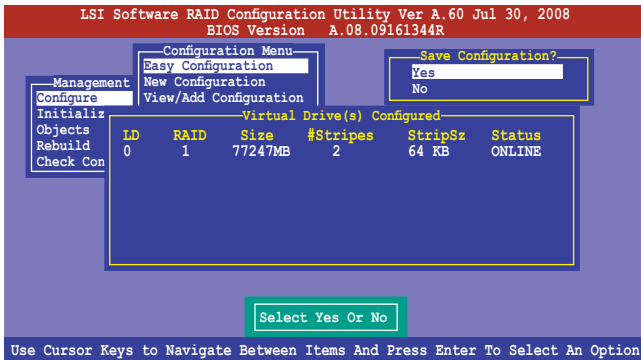 LSI Software RAID Configuration Utility Ver A.60 Jul 30, 2008
BIOS Version A.08.09161344R
Configuration Menu
Easy Configuration
New Configuration
View/Add Configuration
Save Configuration?
Yes
No
Management
Configure
Initializ
Objects
Rebuild
Check Con
Virtual Drive(s) Configured
LD RAID Size #Stripes StripSz Status
0 1 77247MB 2 64 KB ONLINE
Select Yes Or No
Use Cursor Keys to Navigate Between Items And Press Enter To Select An Option